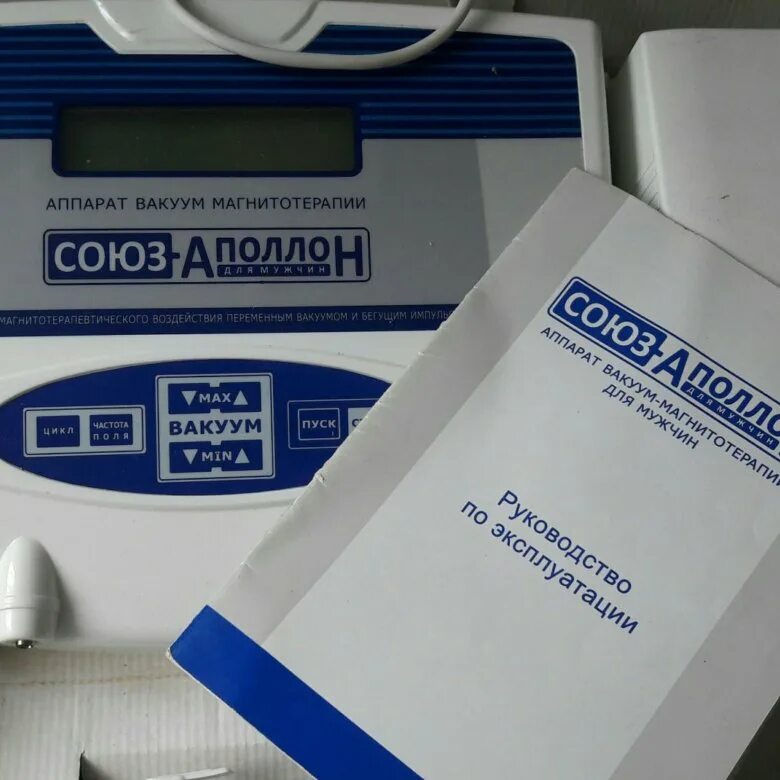 АППАРАТ ВАКУУМ МАГНИТОТЕРАПИИ
СОЮЗ-АПОЛЛОН
ДЛЯ МУЖЧИН
МАГНИТОТЕРАПЕВТИЧЕСКОГО ВОЗДЕЙСТВИЯ ПЕРЕМЕННЫМ ВАКУУМОМ И БЕГУЩИМ
ЦИКЛ
ЧАСТОТА
ПОЛЯ
MAX
ВАКУУМ
MIN
ПУСК
СОЮЗ-АПОЛЛОН
ДЛЯ МУЖЧИН
АППАРАТ ВАКУУМ-МАГНИТОТЕРАПИИ
ДЛЯ МУЖЧИН
Руководство
по эксплуатации